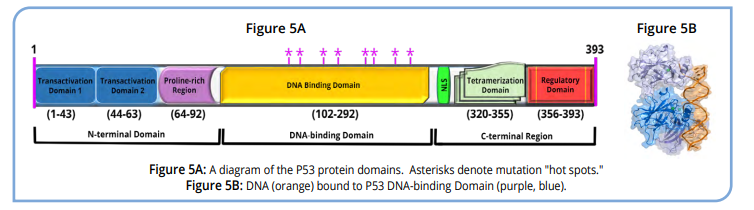 Figure 5A
Figure 5B
1
393
* * * * * * * *
Transactivation Domain 1
Transactivation Domain 2
Proline-rich Region
DNA Binding Domain
NLS
Tetramerization Domain
Regulatory Domain
(1-43)
(44-63)
(64-92)
(102-292)
(320-355)
(356-393)
N-terminal Domain
DNA-binding Domain
C-terminal Region
Figure 5A: A diagram of the P53 protein domains. Asterisks denote mutation "hot spots."
Figure 5B: DNA (orange) bound to P53 DNA-binding Domain (purple, blue).